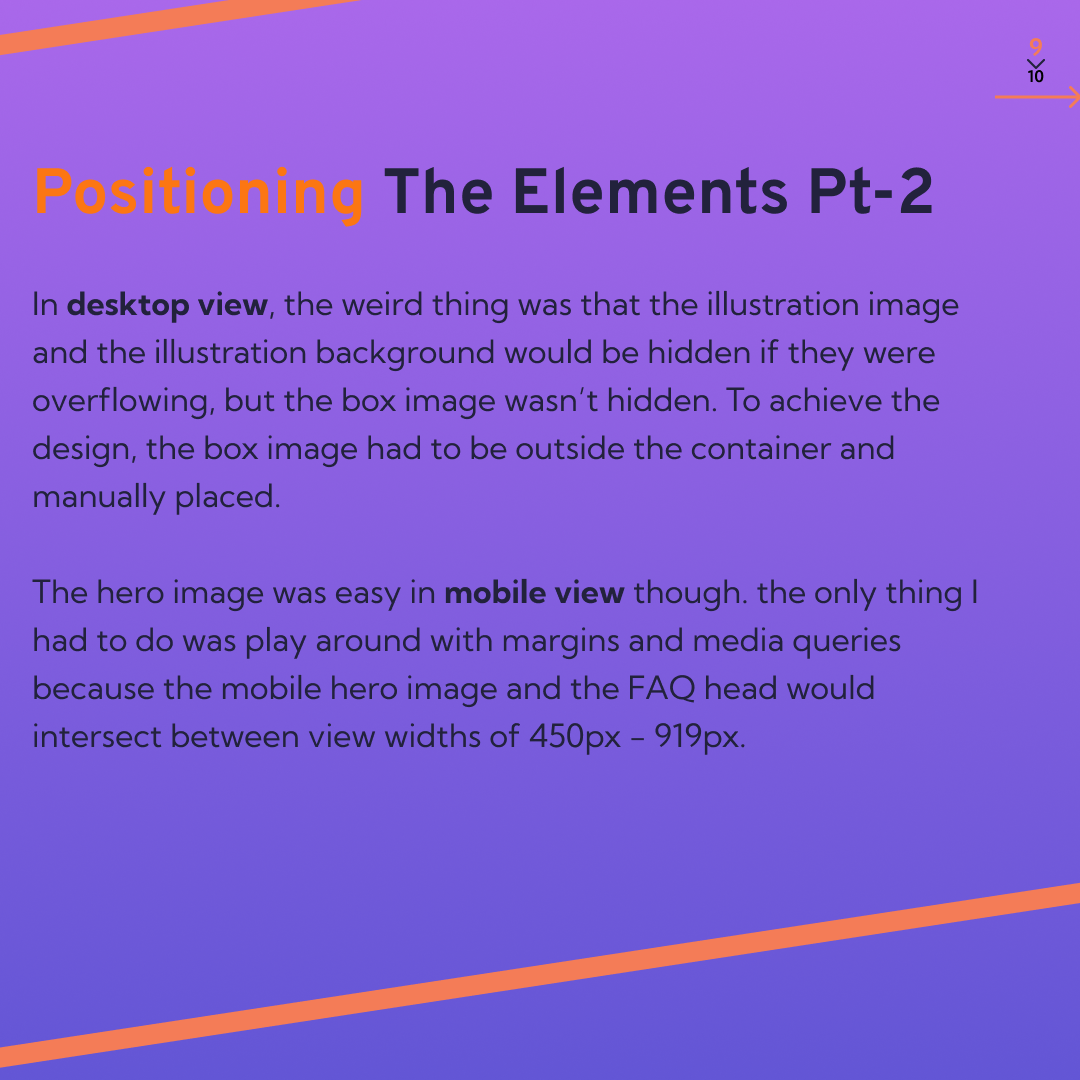 9
10
Positioning The Elements Pt-2
In desktop view, the weird thing was that the illustration image
and the illustration background would be hidden if they were
overflowing, but the box image wasn’t hidden. To achieve the
design, the box image had to be outside the container and
manually placed.
The hero image was easy in mobile view though. the only thing I
had to do was play around with margins and media queries
because the mobile hero image and the FAQ head would
intersect between view widths of 450px – 919px.